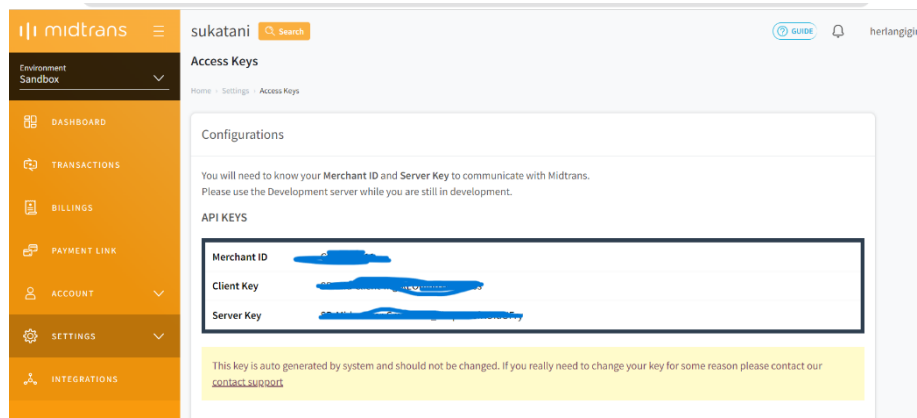 midtrans
sukatani
Search
GUIDE
Environment
Sandbox
Access Keys
Home - Settings - Access Keys
DASHBOARD
TRANSACTIONS
BILLINGS
PAYMENT LINK
ACCOUNT
SETTINGS
INTEGRATIONS
Configurations
You will need to know your Merchant ID and Server Key to communicate with Midtrans.
Please use the Development server while you are still in development.
API KEYS
Merchant ID
Client Key
Server Key
This key is auto generated by system and should not be changed. If you really need to change your key for some reason please contact our
contact support